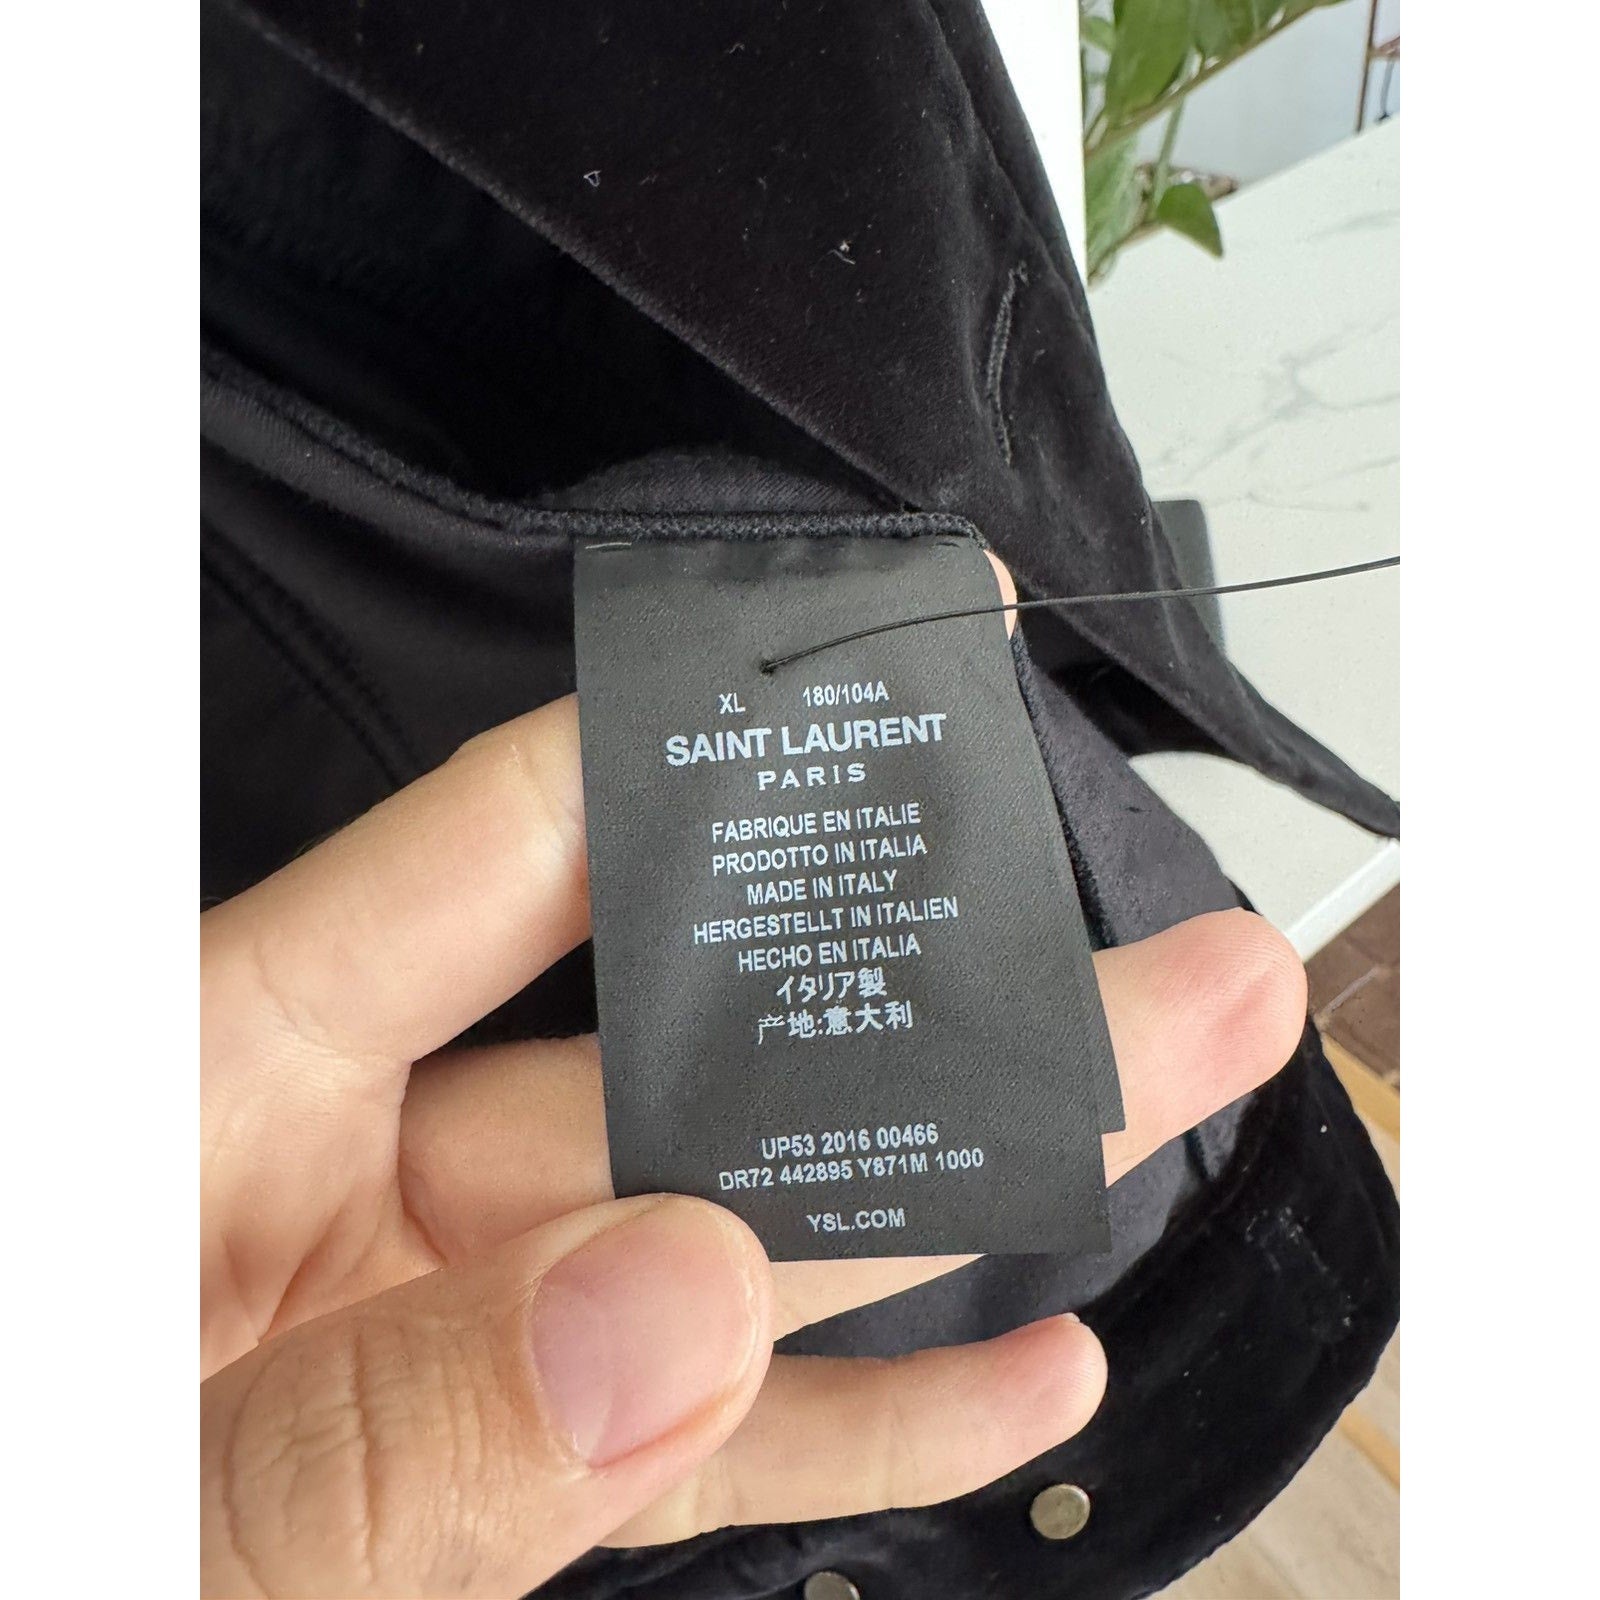 XL 180/104A
SAINT LAURENT
PARIS
FABRIQUE EN ITALIE
PRODOTTO IN ITALIA
MADE IN ITALY
HERGESTELLT IN ITALIEN
HECHO EN ITALIA
イタリア製
产地:意大利
UP53 2016 00466
DR72 442895 Y871M 1000
YSL.COM